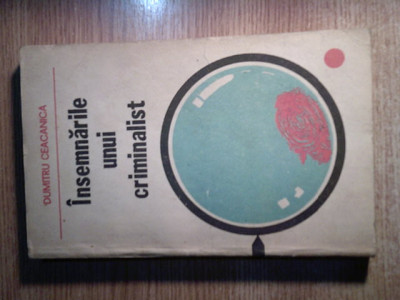 DUMITRU CEACANICA
Însemnările
unui
criminalist